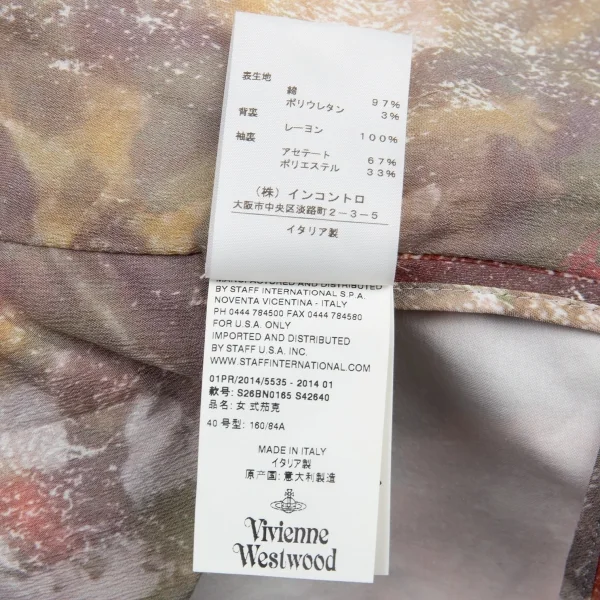 表生地
綿 97%
ポリウレタン 3%
背裏
レーヨン 100%
袖裏
アセテート 67%
ポリエステル 33%
(株) インコントロ
大阪市中央区淡路町2-3-5
イタリア製
MANUFACTURED AND DISTRIBUTED
BY STAFF INTERNATIONAL S.P.A.
NOVENTA VICENTINA - ITALY
PH 0444 784500 FAX 0444 784580
FOR U.S.A. ONLY
IMPORTED AND DISTRIBUTED
BY STAFF U.S.A. INC.
WWW.STAFFINTERNATIONAL.COM
01PR/2014/5535 - 2014 01
款号: S26BN0165 S42640
品名: 女 式茄克
40 号型: 160/84A
MADE IN ITALY
イタリア製
原产国: 意大利製造
Vivienne
Westwood